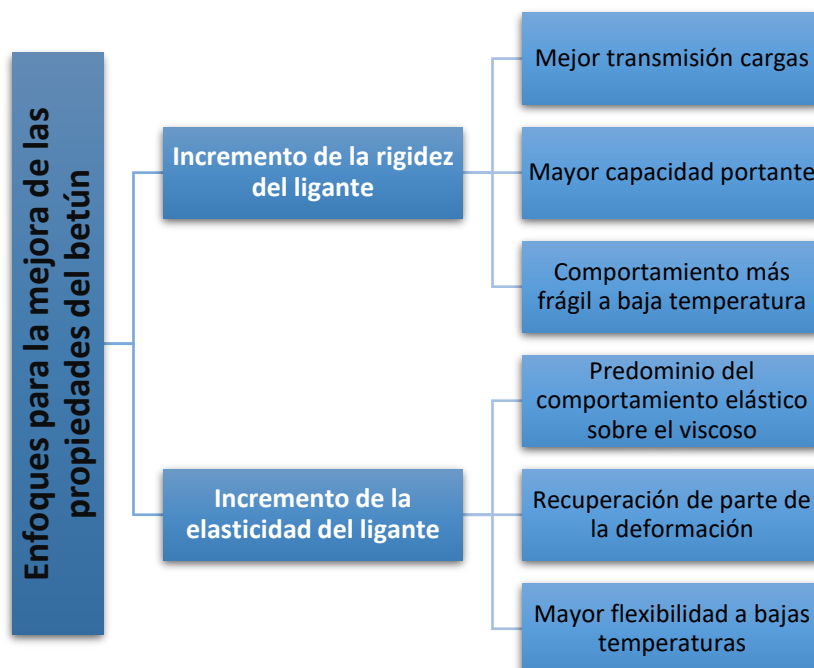 Enfoques para la mejora de las
propiedades del betún
Incremento de la rigidez
del ligante
Mejor transmisión cargas
Mayor capacidad portante
Comportamiento más
frágil a baja temperatura
Incremento de la
elasticidad del ligante
Predominio del
comportamiento elástico
sobre el viscoso
Recuperación de parte de
la deformación
Mayor flexibilidad a bajas
temperaturas